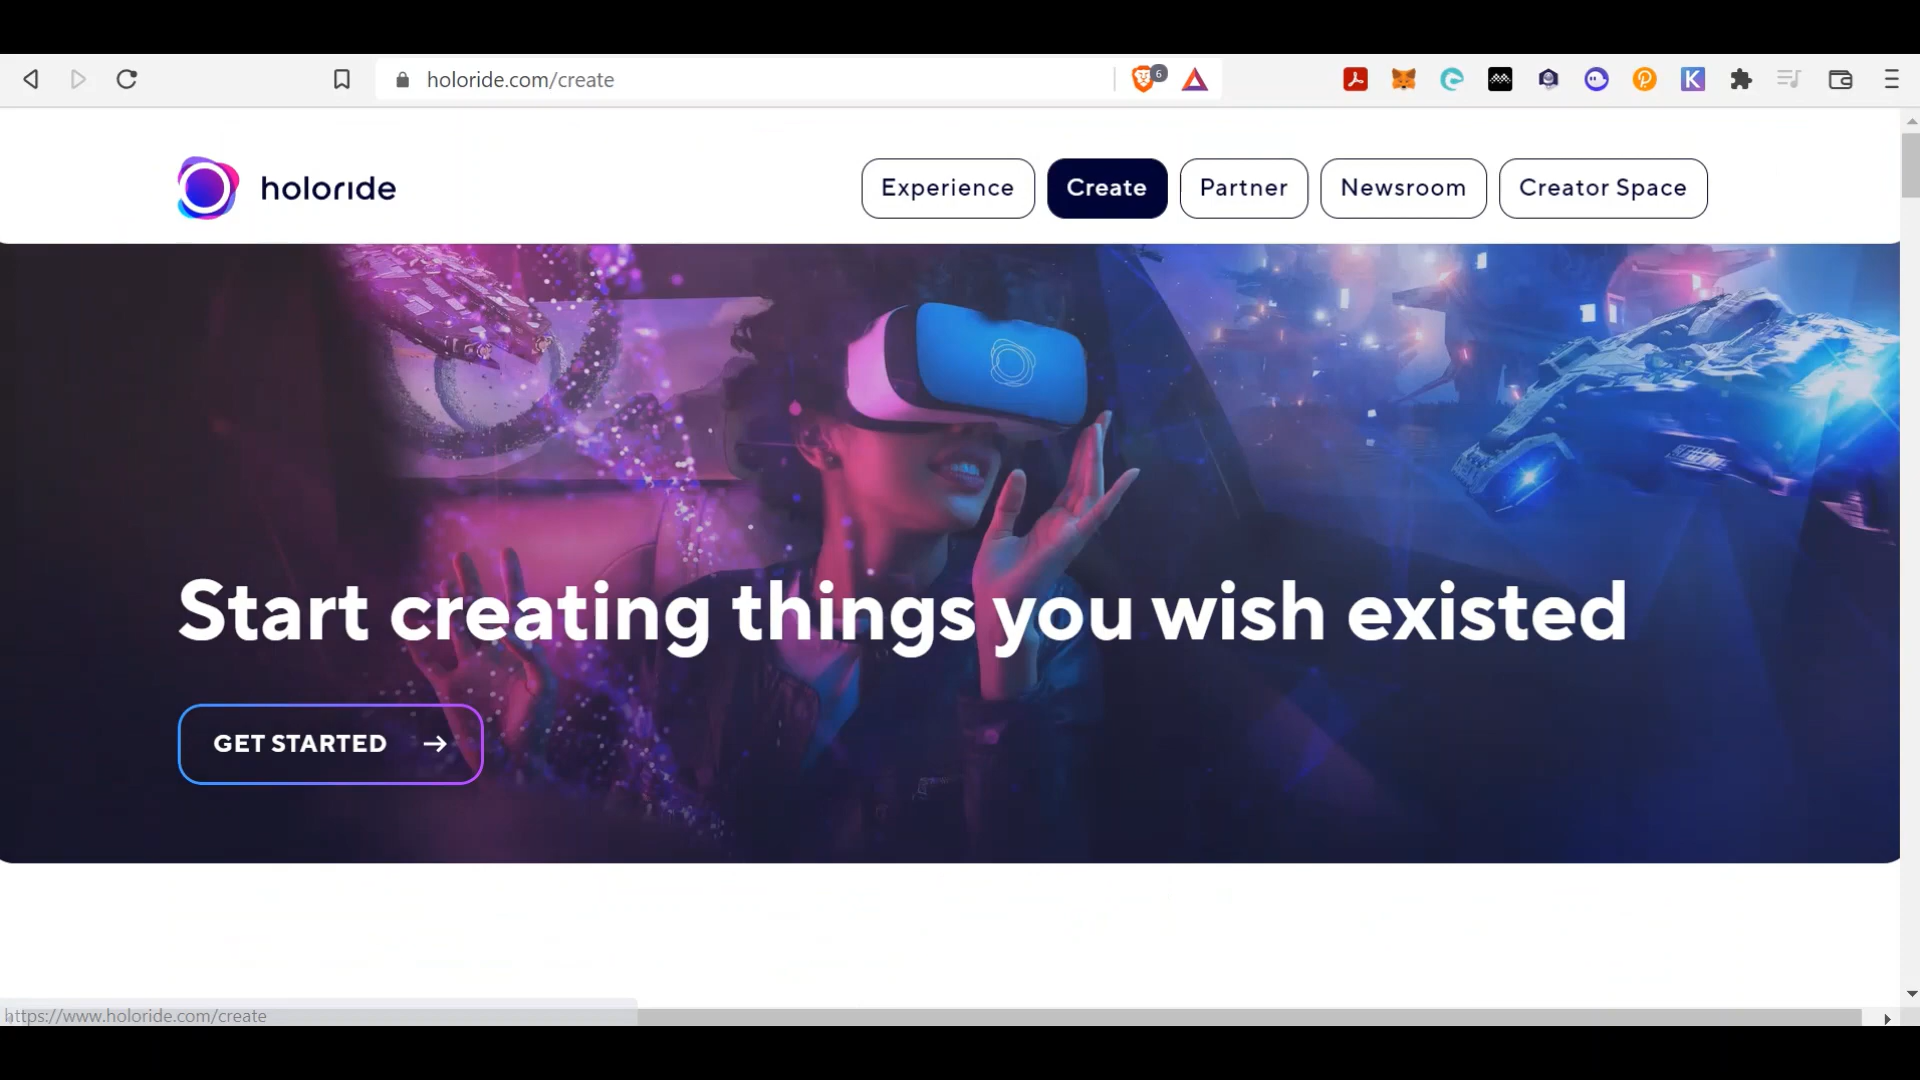 holoride.com/create
6
holoride
Experience
Create
Partner
Newsroom
Creator Space
Start creating things you wish existed
GET STARTED →
https://www.holoride.com/create